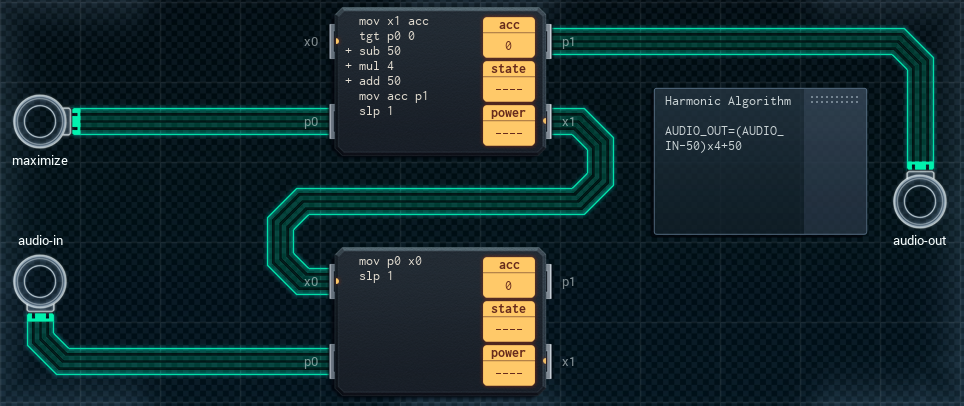 mov x1 acc
tgt p0 0
+ sub 50
+ mul 4
+ add 50
mov acc p1
slp 1
acc
0
state
----
power
----
x0
p0
p1
x1
maximize
Harmonic Algorithm
AUDIO_OUT=(AUDIO_
IN-50)x4+50
audio-out
audio-in
mov p0 x0
slp 1
acc
0
state
----
power
----
x0
p0
p1
x1